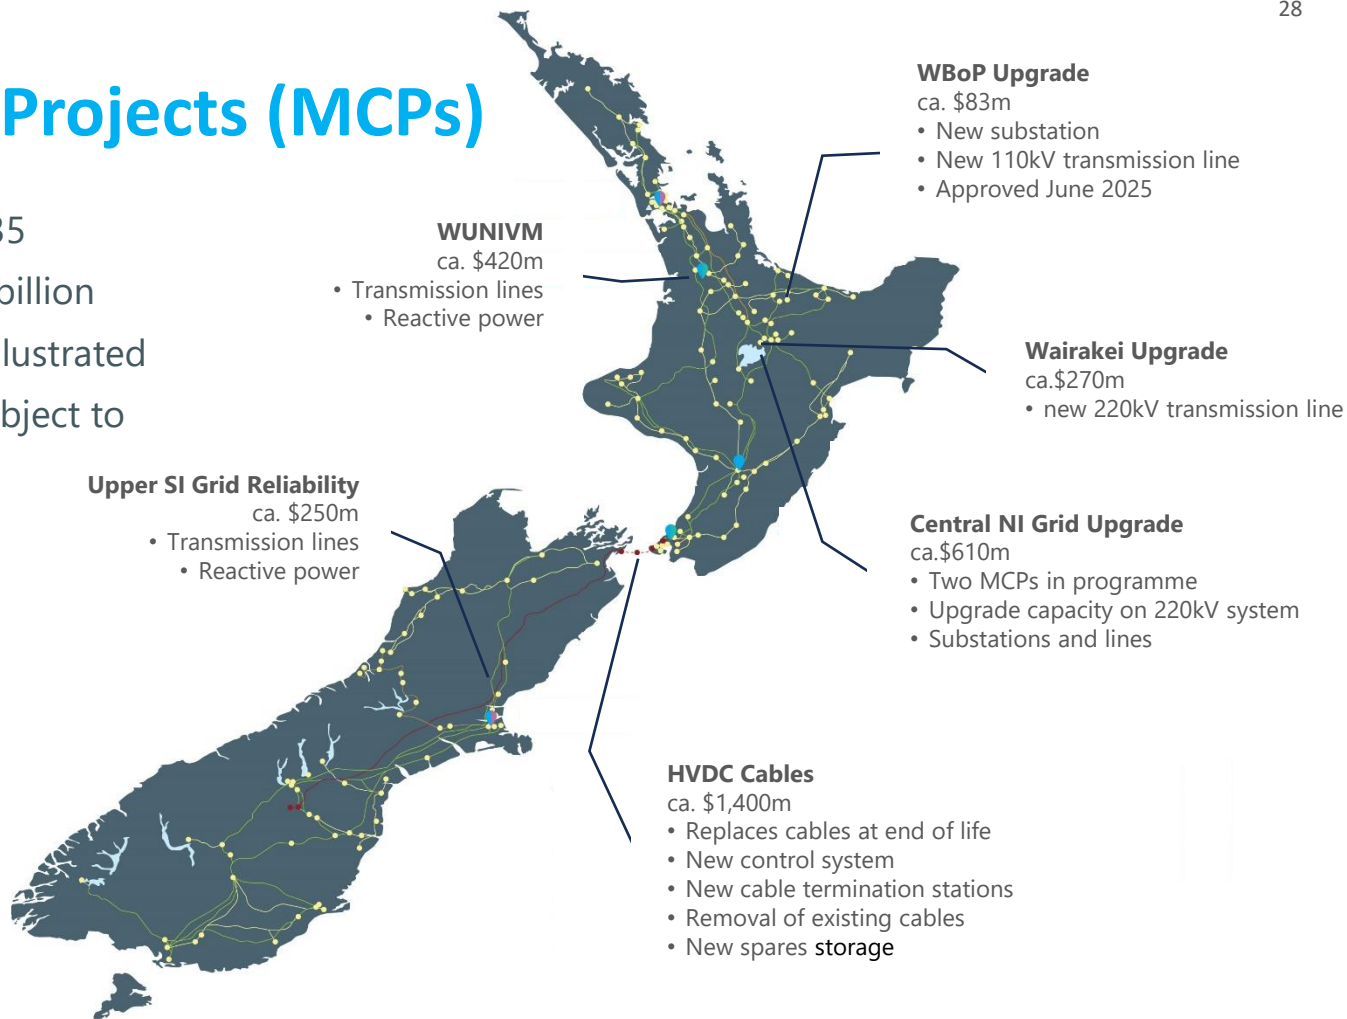 28
Projects (MCPs)
35
billion
lustrated
bject to
WUNIVM
ca. $420m
• Transmission lines
• Reactive power
WBoP Upgrade
ca. $83m
• New substation
• New 110kV transmission line
• Approved June 2025
Wairakei Upgrade
ca.$270m
• new 220kV transmission line
Upper SI Grid Reliability
ca. $250m
• Transmission lines
• Reactive power
Central NI Grid Upgrade
ca.$610m
• Two MCPs in programme
• Upgrade capacity on 220kV system
• Substations and lines
HVDC Cables
ca. $1,400m
• Replaces cables at end of life
• New control system
• New cable termination stations
• Removal of existing cables
• New spares storage